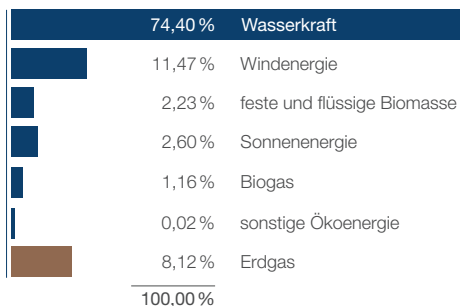 74,40 % Wasserkraft
11,47 % Windenergie
2,23 % feste und flüssige Biomasse
2,60 % Sonnenenergie
1,16 % Biogas
0,02 % sonstige Ökoenergie
8,12 % Erdgas
100,00 %